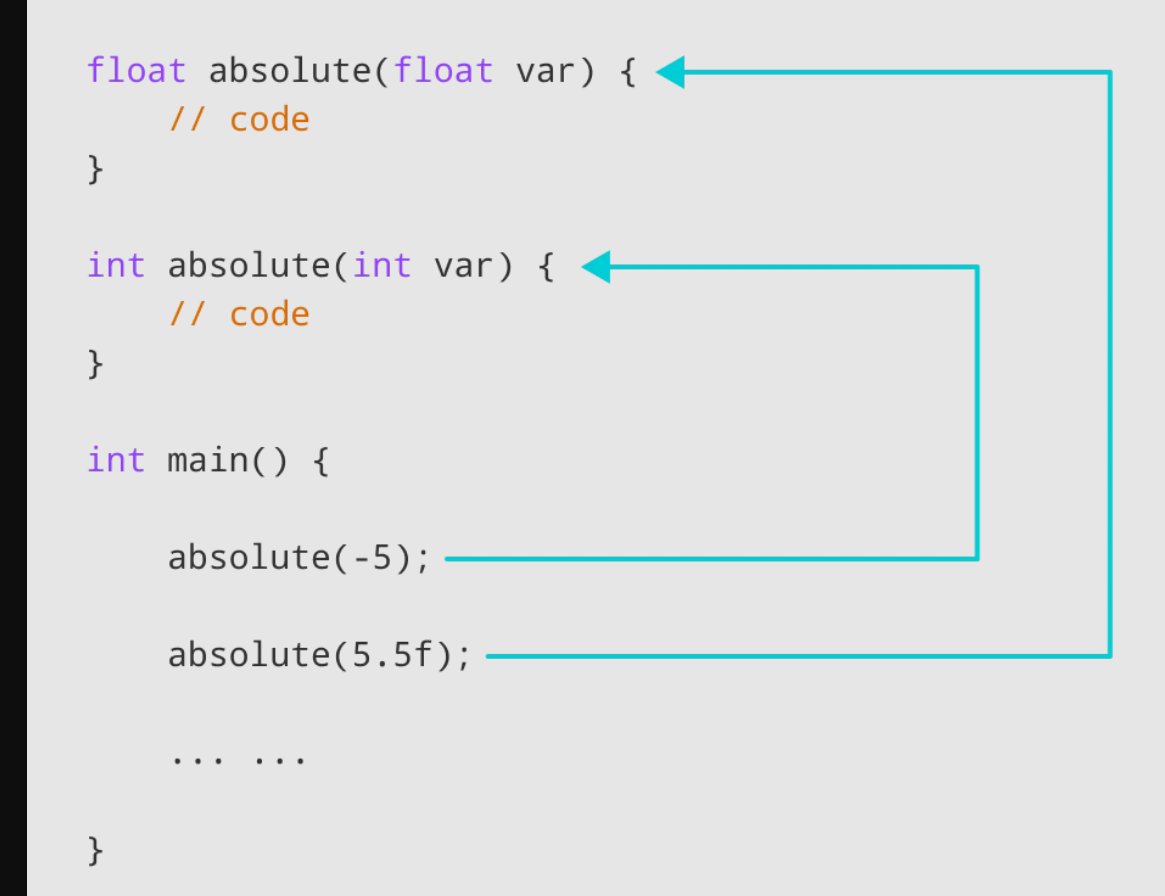 float absolute(float var) {
    // code
}
int absolute(int var) {
    // code
}
int main() {
    absolute(-5);
    absolute(5.5f);
    ... ...
}